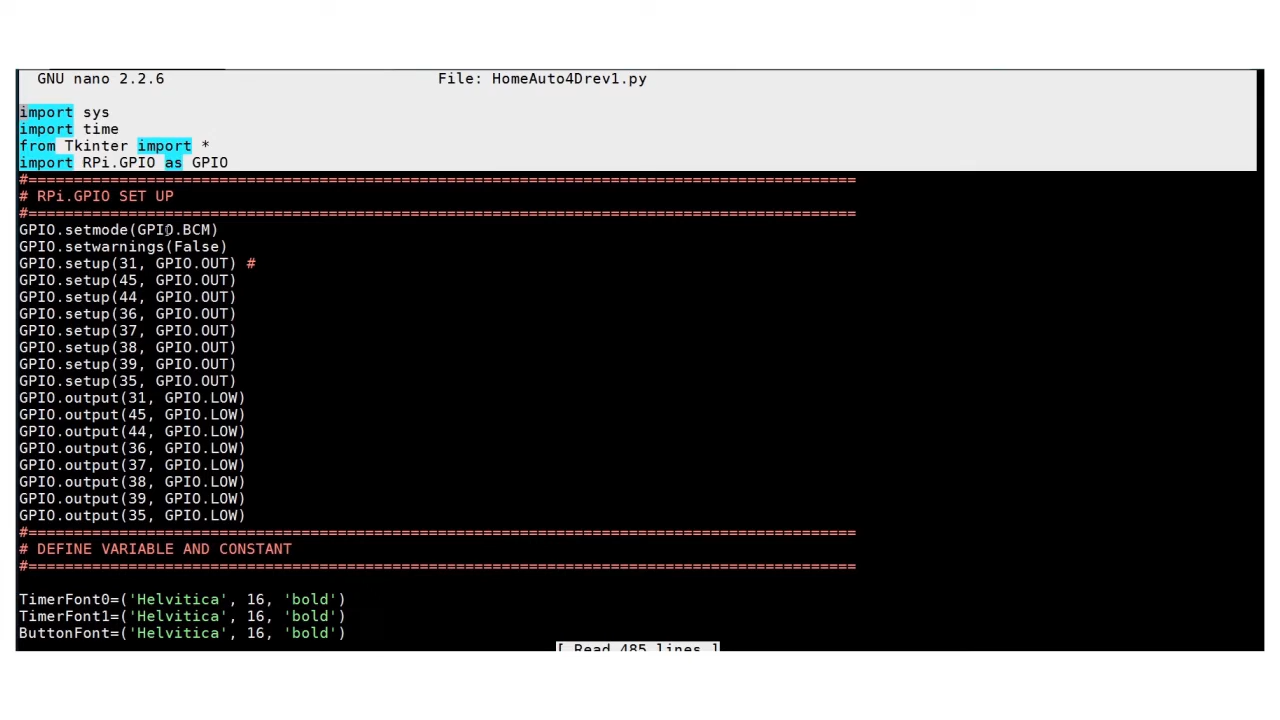 GNU nano 2.2.6 File: HomeAuto4Drev1.py
import sys
import time
from Tkinter import *
import RPi.GPIO as GPIO
#============================================================================================
# RPi.GPIO SET UP
#============================================================================================
GPIO.setmode(GPIO.BCM)
GPIO.setwarnings(False)
GPIO.setup(31, GPIO.OUT) #
GPIO.setup(45, GPIO.OUT)
GPIO.setup(44, GPIO.OUT)
GPIO.setup(36, GPIO.OUT)
GPIO.setup(37, GPIO.OUT)
GPIO.setup(38, GPIO.OUT)
GPIO.setup(39, GPIO.OUT)
GPIO.setup(35, GPIO.OUT)
GPIO.output(31, GPIO.LOW)
GPIO.output(45, GPIO.LOW)
GPIO.output(44, GPIO.LOW)
GPIO.output(36, GPIO.LOW)
GPIO.output(37, GPIO.LOW)
GPIO.output(38, GPIO.LOW)
GPIO.output(39, GPIO.LOW)
GPIO.output(35, GPIO.LOW)
#============================================================================================
# DEFINE VARIABLE AND CONSTANT
#============================================================================================
TimerFont0=('Helvitica', 16, 'bold')
TimerFont1=('Helvitica', 16, 'bold')
ButtonFont=('Helvitica', 16, 'bold')
[ Read 485 lines ]